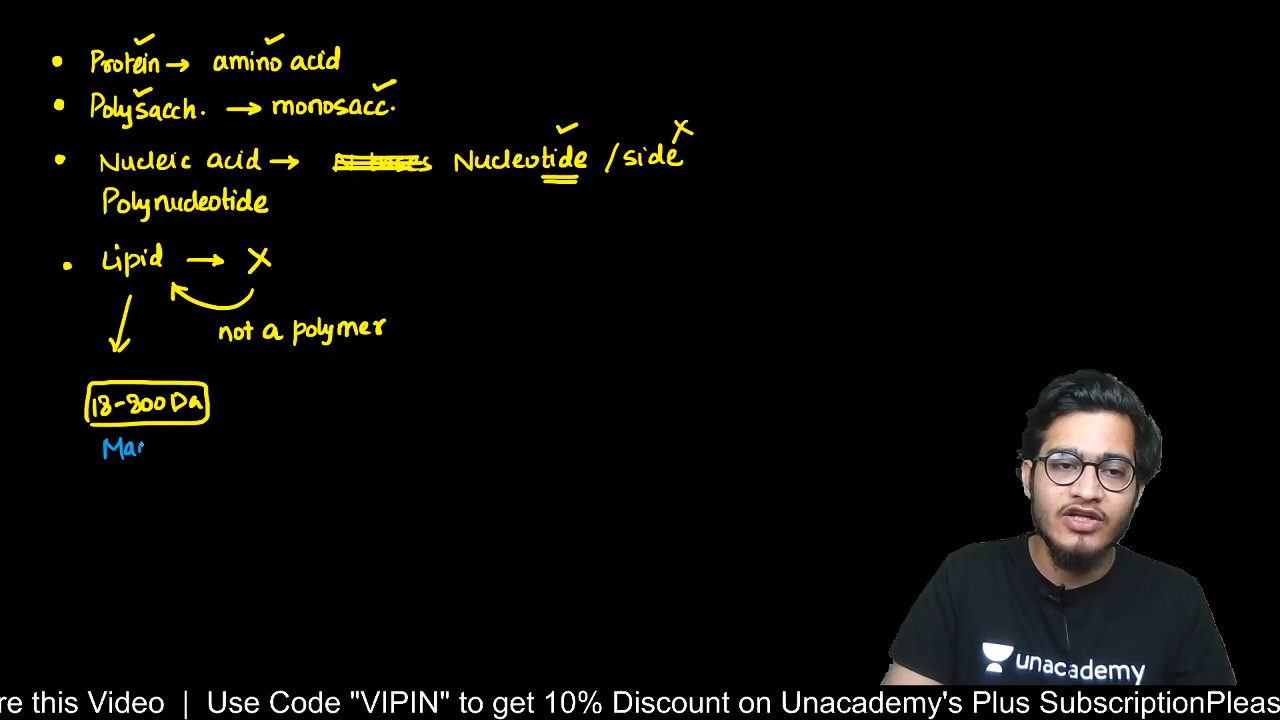 • Protein → amino acid
• Polysacch. → monosacc.
• Nucleic acid → Nucleotide / side
Polynucleotide
• Lipid → X
not a polymer
18-800 Da
Mar
unacademy
re this Video | Use Code "VIPIN" to get 10% Discount on Unacademy's Plus SubscriptionPleas